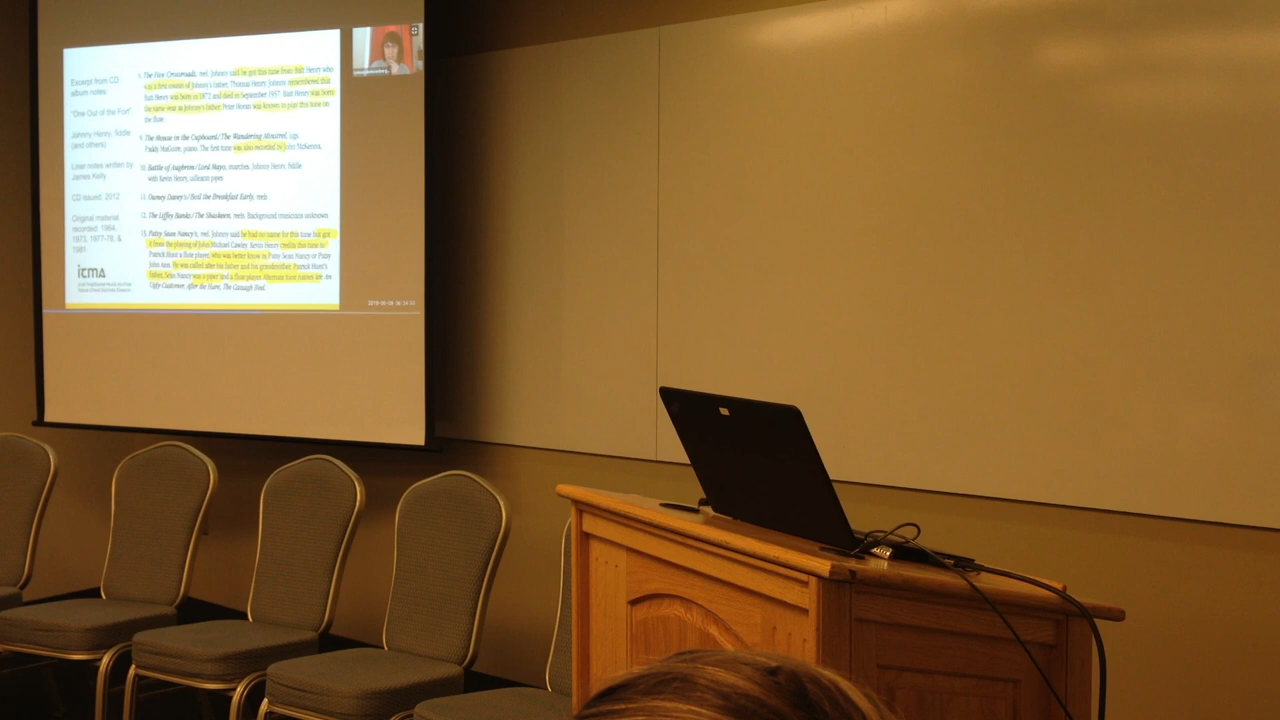 Excerpt from CD
album notes
"One Out of the Fort"
Johnny Henry, fiddle
(and others)
Liner notes written by
James Kelly
CD issued: 2012
Original material
recorded: 1964,
1973, 1977-78, &
1981
itma
The Five Crossroads, reel. Johnny said he got this tune from Batt Henry who
was a first cousin of Johnny's father, Thomas Henry. Johnny remembered that
Batt Henry was born in 1872 and died in September 1957. Batt Henry was born
the same year as Johnny's father. Peter Horan was known to play this tune on
the flute.
9. The Mouse in the Cupboard/The Wandering Minstrel, jigs.
Paddy McGuire, piano. The first tune was also recorded by John McKenna.
10. Battle of Aughrim/Lord Mayo, marches. Johnny Henry, fiddle
with Kevin Henry, uilleann pipes
11. Owney Davey's/Boil the Breakfast Early, reels
12. The Liffey Banks/The Shaskeen, reels. Background musicians unknown
13. Patsy Sean Nancy's, reel. Johnny said he had no name for this tune but got
it from the playing of John Michael Cawley. Kevin Henry credits this tune to
Patrick Hunt a flute player, who was better know as Patsy Sean Nancy or Patsy
John Ann. He was called after his father and his grandmother. Patrick Hunt's
father, Sean Nancy was a piper and a flute player. Alternate tune names are An
Ugly Customer, After the Hare, The Cavagh Reel.